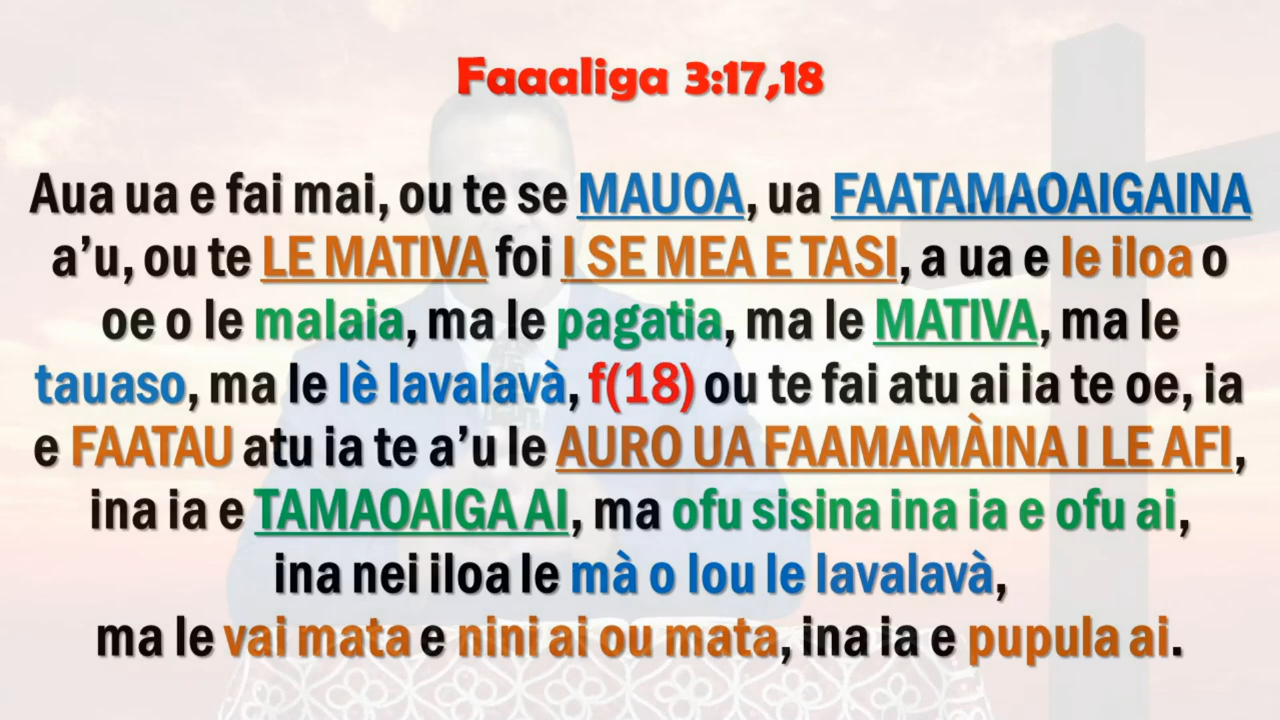 Faaaliga 3:17,18
Aua ua e fai mai, ou te se MAUOA, ua FAATAMAOAIGAINA
a’u, ou te LE MATIVA foi I SE MEA E TASI, a ua e le iloa o
oe o le malaia, ma le pagatia, ma le MATIVA, ma le
tauaso, ma le lè lavalavà, f(18) ou te fai atu ai ia te oe, ia
e FAATAU atu ia te a’u le AURO UA FAAMAMÀINA I LE AFI,
ina ia e TAMAOAIGA AI, ma ofu sisina ina ia e ofu ai,
ina nei iloa le mà o lou le lavalavà,
ma le vai mata e nini ai ou mata, ina ia e pupula ai.